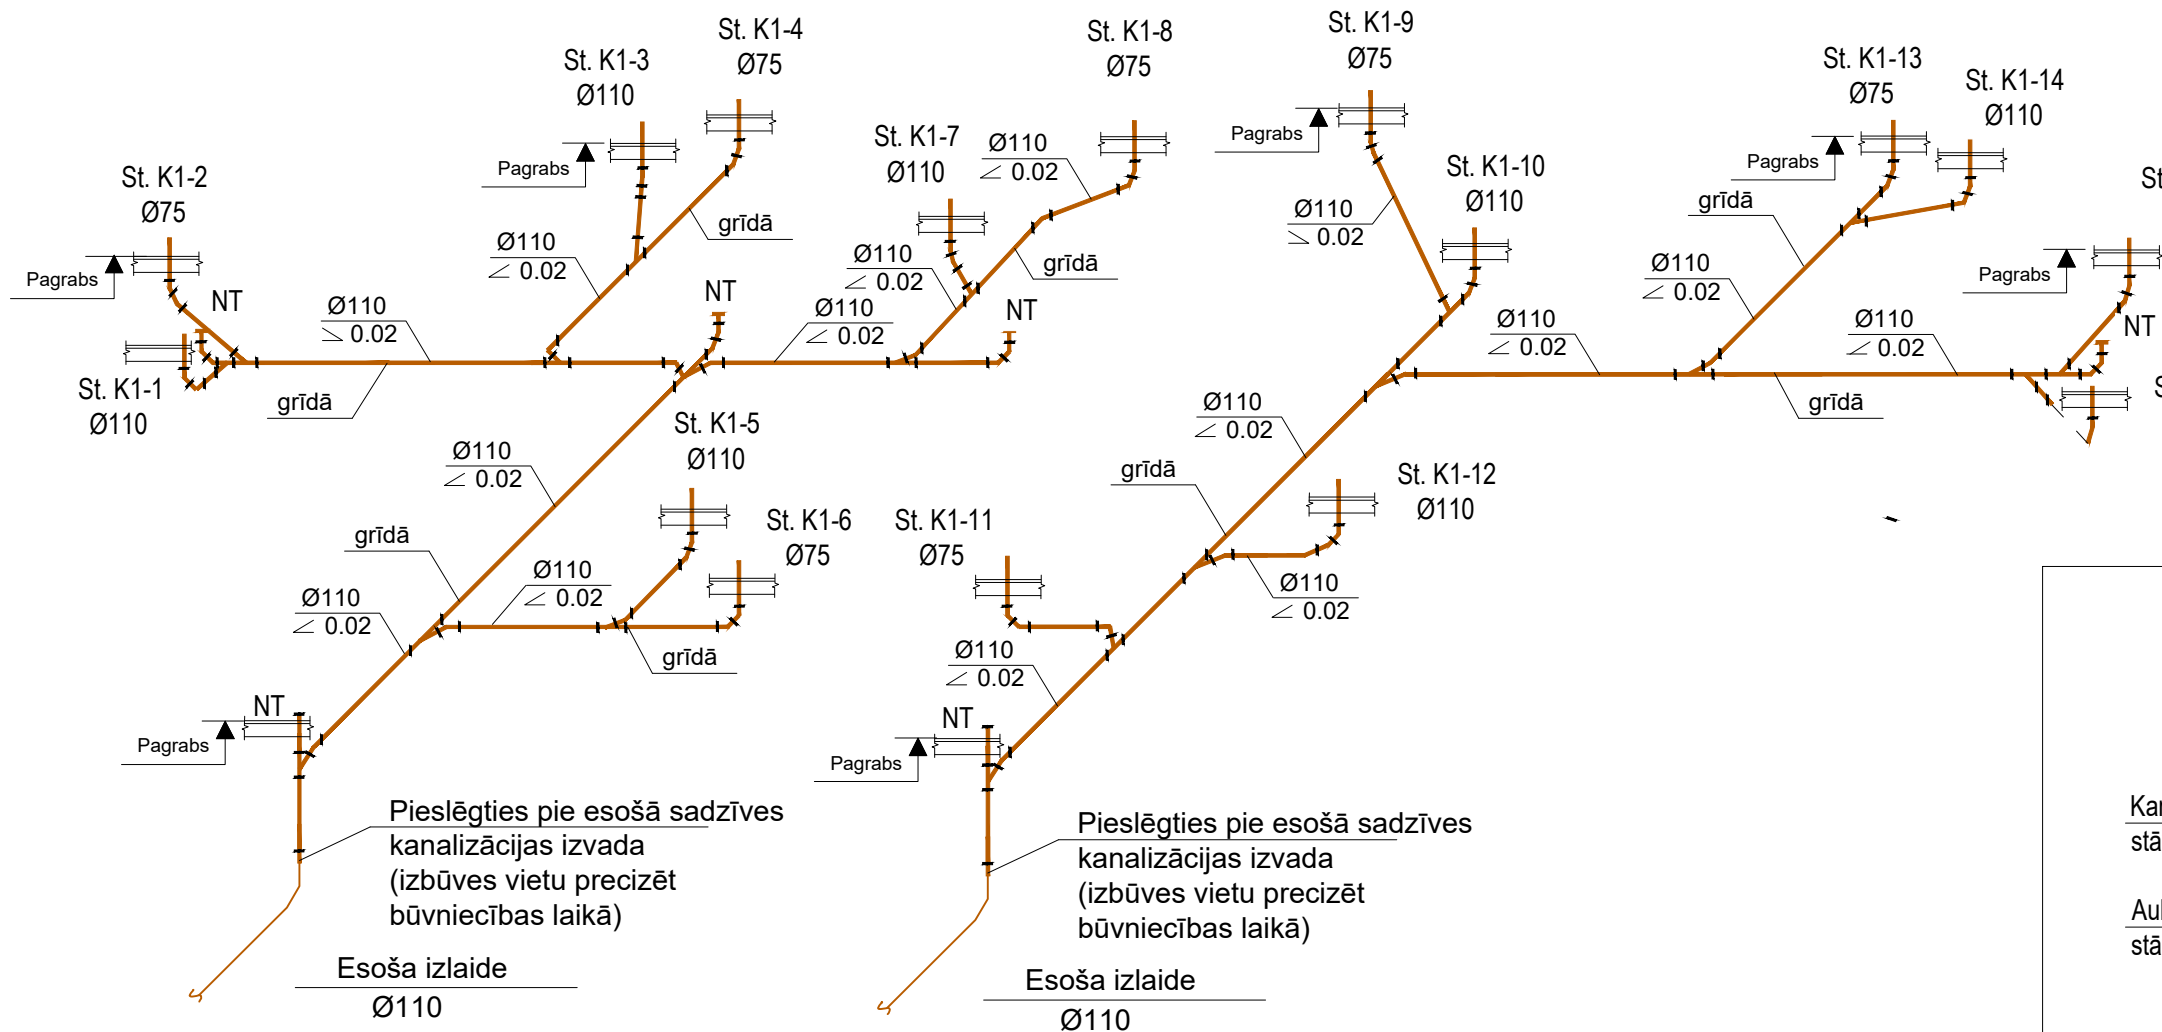 St. K1-4
Ø75
St. K1-3
Ø110
Pagrabs
St. K1-2
Ø75
Pagrabs
NT
St. K1-1
Ø110
Ø110
0.02
grīdā
Ø110
0.02
grīdā
NT
St. K1-8
Ø75
St. K1-7
Ø110
Ø110
0.02
Ø110
0.02
grīdā
Ø110
0.02
NT
St. K1-5
Ø110
Ø110
0.02
St. K1-6
Ø75
grīdā
Ø110
0.02
Ø110
0.02
grīdā
NT
Pagrabs
Pieslēgties pie esošā sadzīves
kanalizācijas izvada
(izbūves vietu precizēt
būvniecības laikā)
Esoša izlaide
Ø110
St. K1-9
Ø75
Pagrabs
St. K1-10
Ø110
Ø110
0.02
St. K1-13
Ø75
St. K1-14
Ø110
Pagrabs
grīdā
Ø110
0.02
St
Pagrabs
NT
Ø110
0.02
Ø110
0.02
grīdā
S
Ø110
0.02
grīdā
St. K1-12
Ø110
St. K1-11
Ø75
Ø110
0.02
Ø110
0.02
NT
Pagrabs
Pieslēgties pie esošā sadzīves
kanalizācijas izvada
(izbūves vietu precizēt
būvniecības laikā)
Esoša izlaide
Ø110
stā
stā